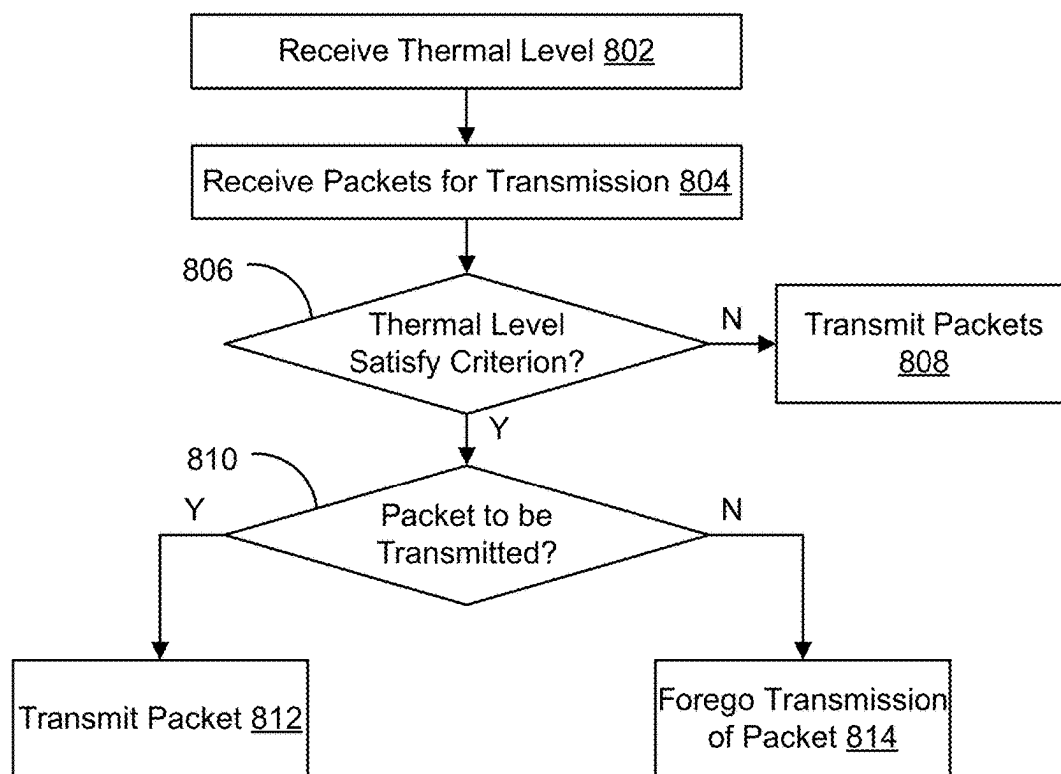 Receive Thermal Level 802
Receive Packets for Transmission 804
806
Thermal Level
Satisfy Criterion?
N
Transmit Packets
808
Y
810
Y
Packet to be
Transmitted?
N
Transmit Packet 812
Forego Transmission
of Packet 814